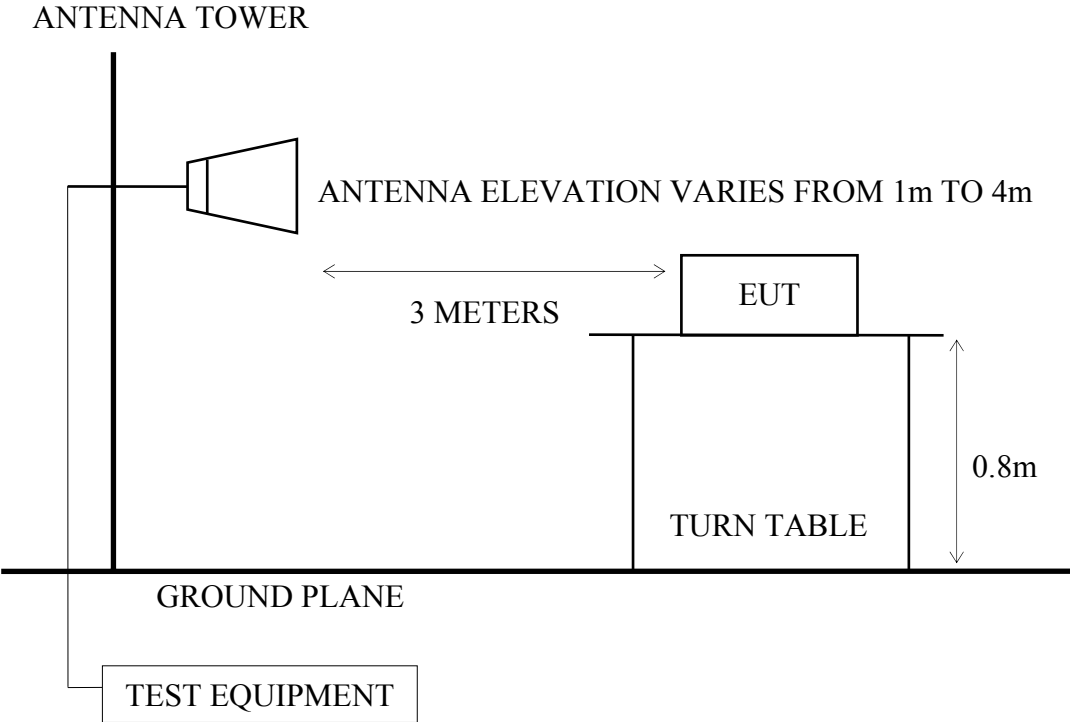 ANTENNA TOWER
ANTENNA ELEVATION VARIES FROM 1m TO 4m
EUT
3 METERS
0.8m
TURN TABLE
GROUND PLANE
TEST EQUIPMENT